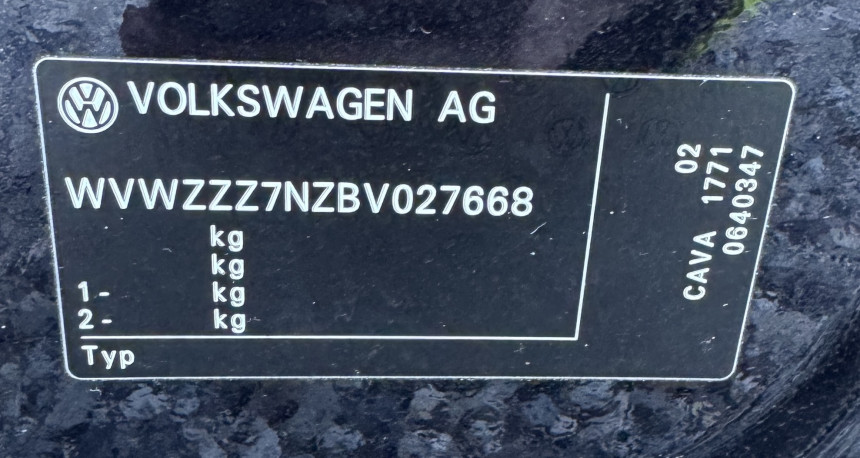 VOLKSWAGEN AG
WVWZZZ7NZBV027668
kg
kg
1- kg
2- kg
Typ
02
CAVA 1771
0640347